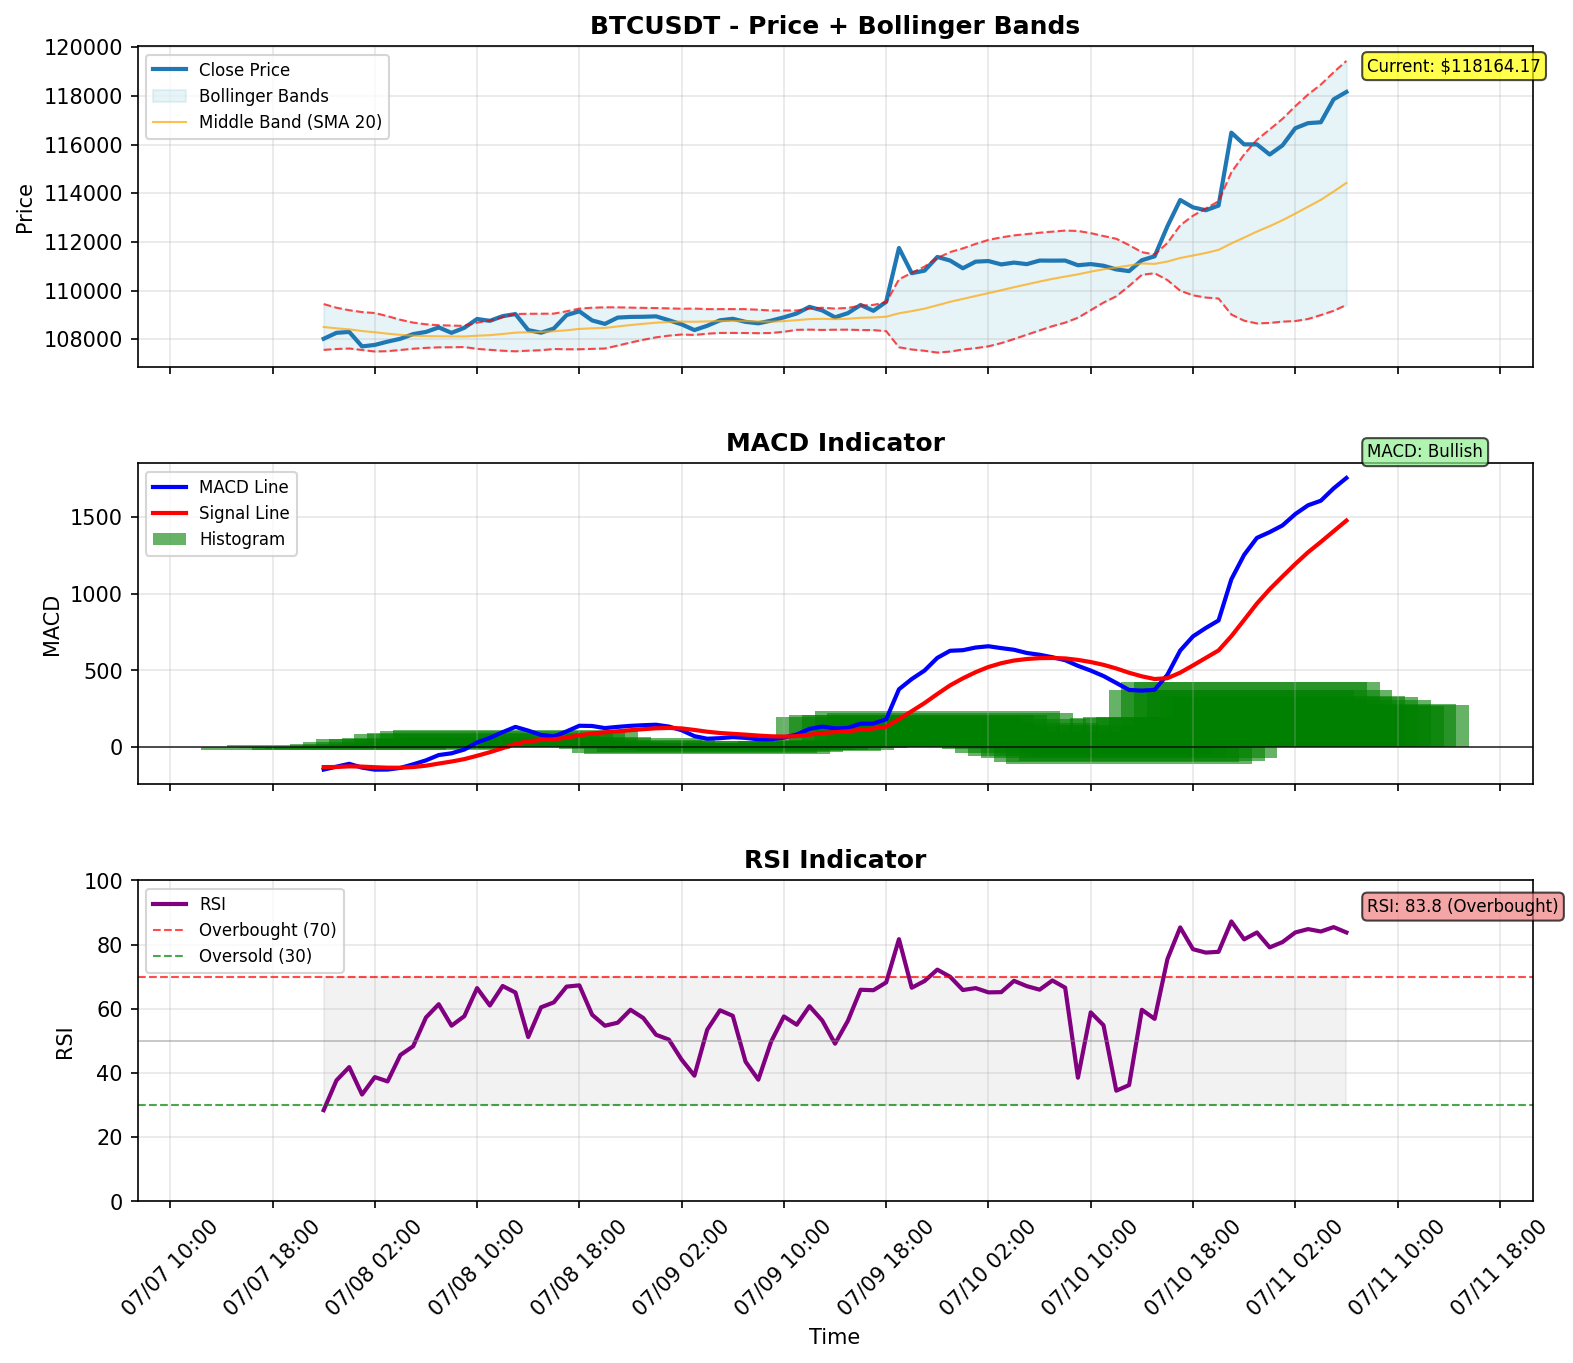 BTCUSDT - Price + Bollinger Bands
Current: $118164.17
Close Price
Bollinger Bands
Middle Band (SMA 20)
Price
120000
118000
116000
114000
112000
110000
108000
MACD Indicator
MACD: Bullish
MACD Line
Signal Line
Histogram
MACD
1500
1000
500
0
RSI Indicator
RSI: 83.8 (Overbought)
RSI
Overbought (70)
Oversold (30)
RSI
100
80
60
40
20
0
07/07 10:00
07/07 18:00
07/08 02:00
07/08 10:00
07/08 18:00
07/09 02:00
07/09 10:00
07/09 18:00
07/10 02:00
07/10 10:00
07/10 18:00
07/11 02:00
07/11 10:00
07/11 18:00
Time